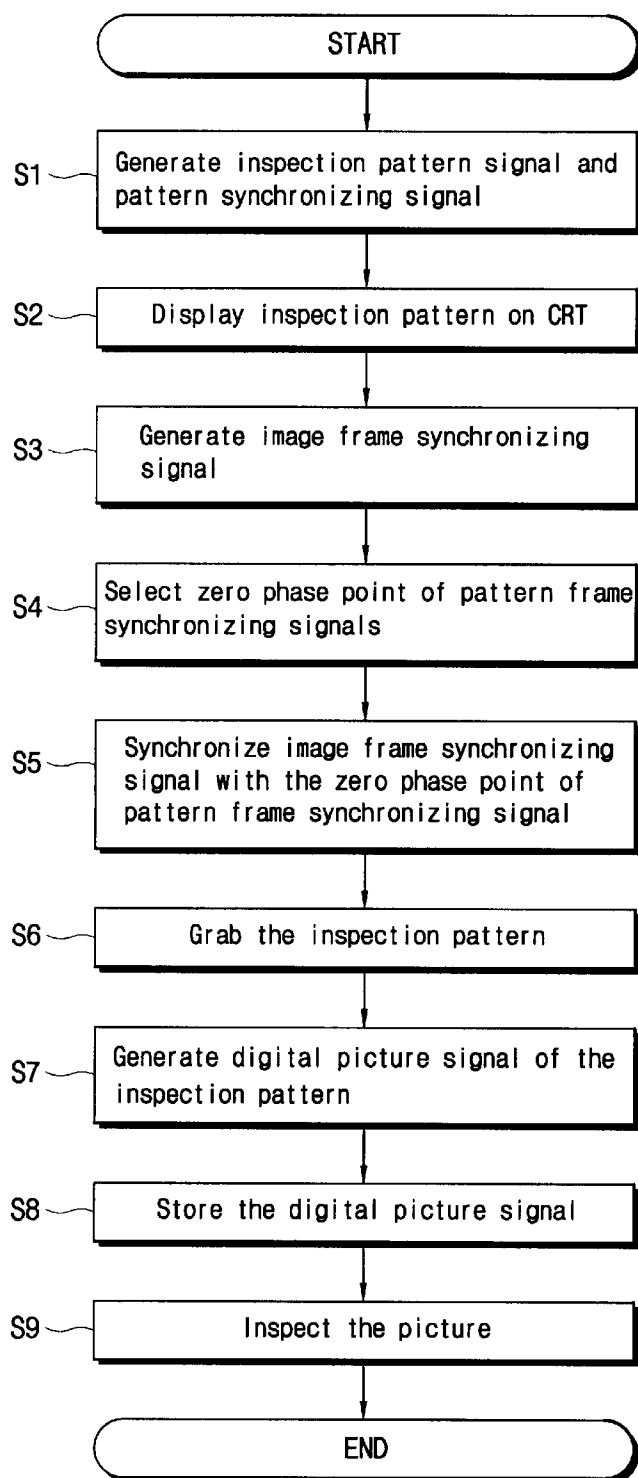 START
S1
Generate inspection pattern signal and
pattern synchronizing signal
S2
Display inspection pattern on CRT
S3
Generate image frame synchronizing
signal
S4
Select zero phase point of pattern frame
synchronizing signals
S5
Synchronize image frame synchronizing
signal with the zero phase point of
pattern frame synchronizing signal
S6
Grab the inspection pattern
S7
Generate digital picture signal of the
inspection pattern
S8
Store the digital picture signal
S9
Inspect the picture
END